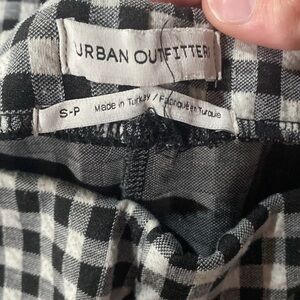 URBAN OUTFITTER
S-P Made in Turkey / Fabriqué en Turquie